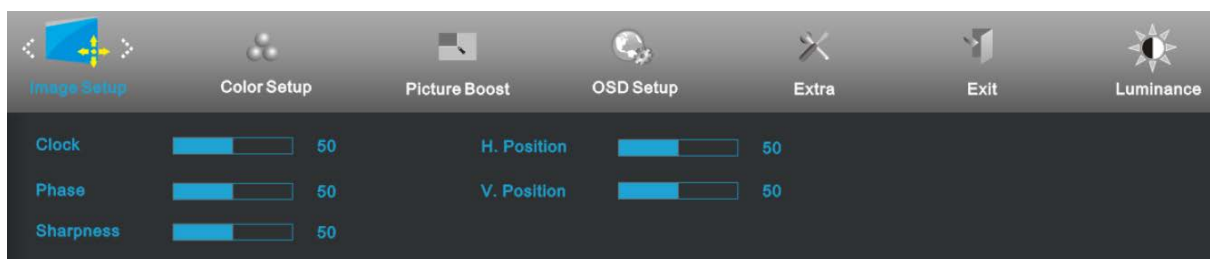 Image Setup Color Setup Picture Boost OSD Setup Extra Exit Luminance
Clock 50 H. Position 50
Phase 50 V. Position 50
Sharpness 50